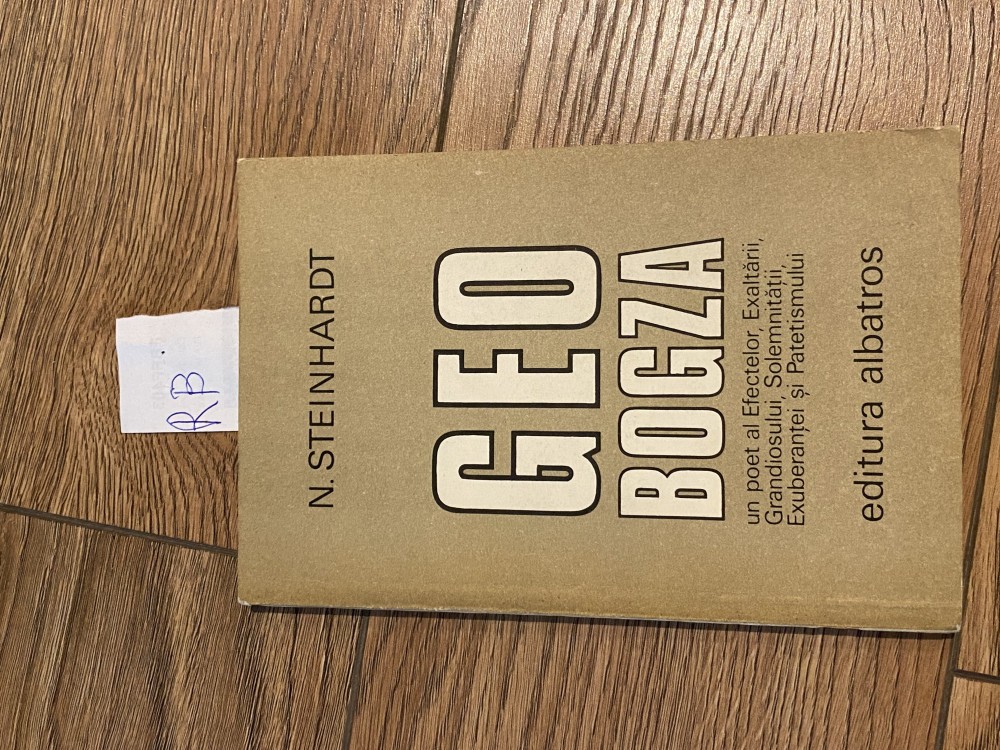 RB
N. STEINHARDT
GEO
BOGZA
un poet al Efectelor, Exaltării,
Grandiosului, Solemnității,
Exuberanței și Patetismului
editura albatros